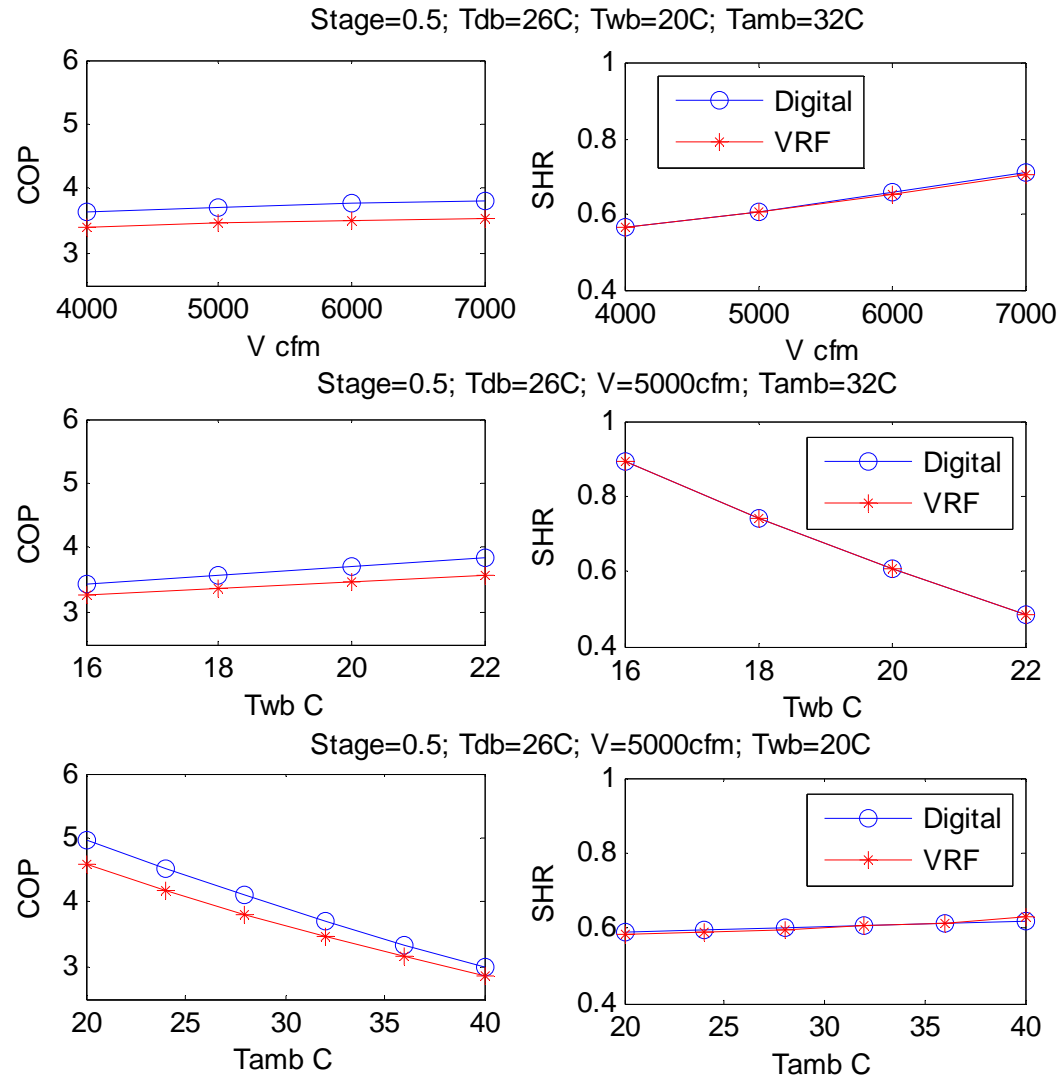 Stage=0.5; Tdb=26C; Twb=20C; Tamb=32C
6
5
4
3
COP
4000 5000 6000 7000
V cfm
1
0.8
0.6
0.4
SHR
Digital
VRF
4000 5000 6000 7000
V cfm
Stage=0.5; Tdb=26C; V=5000cfm; Tamb=32C
6
5
4
3
COP
16 18 20 22
Twb C
1
0.8
0.6
0.4
SHR
Digital
VRF
16 18 20 22
Twb C
Stage=0.5; Tdb=26C; V=5000cfm; Twb=20C
6
5
4
3
COP
20 25 30 35 40
Tamb C
1
0.8
0.6
0.4
SHR
Digital
VRF
20 25 30 35 40
Tamb C